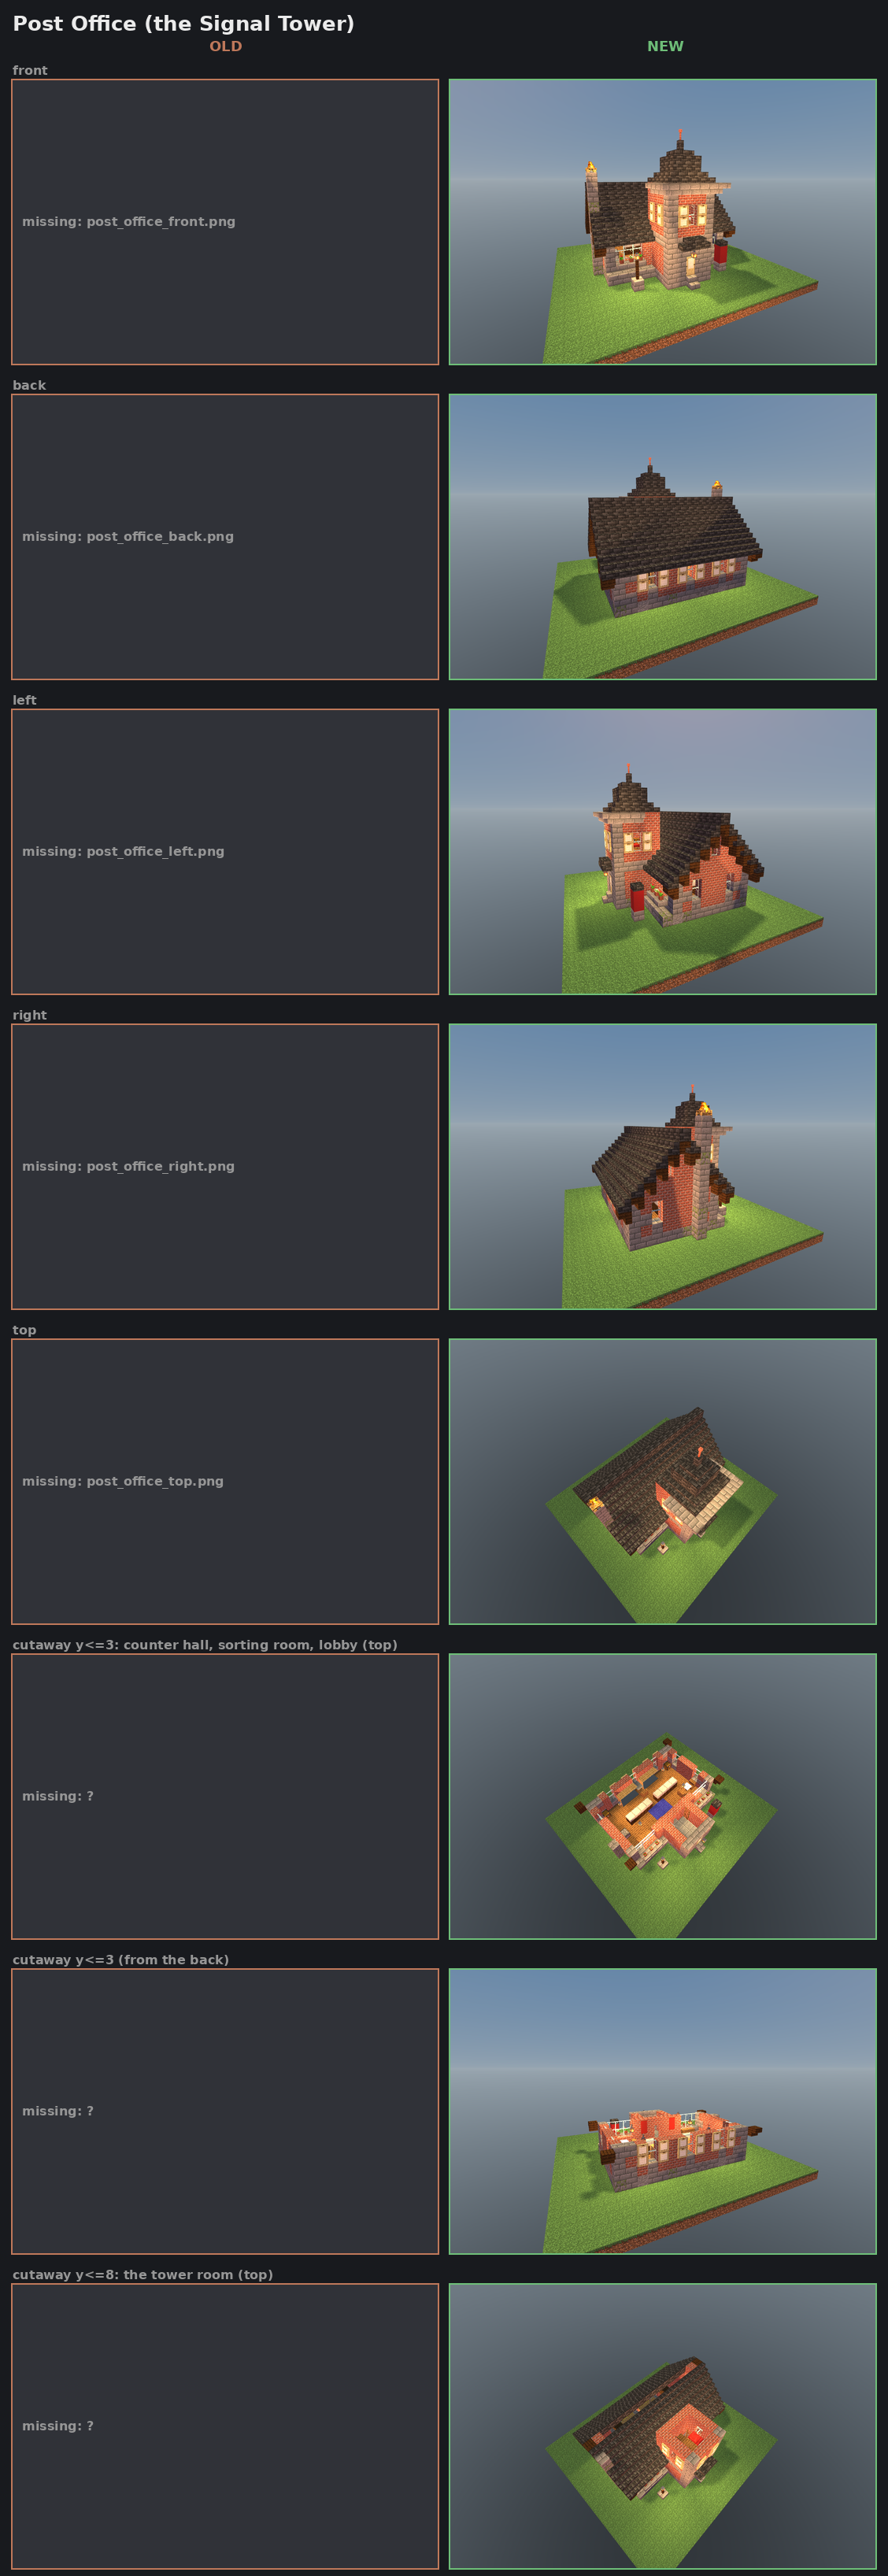 Post Office (the Signal Tower)
OLD
NEW
front
missing: post_office_front.png
back
missing: post_office_back.png
left
missing: post_office_left.png
right
missing: post_office_right.png
top
missing: post_office_top.png
cutaway y<=3: counter hall, sorting room, lobby (top)
missing: ?
cutaway y<=3 (from the back)
missing: ?
cutaway y<=8: the tower room (top)
missing: ?